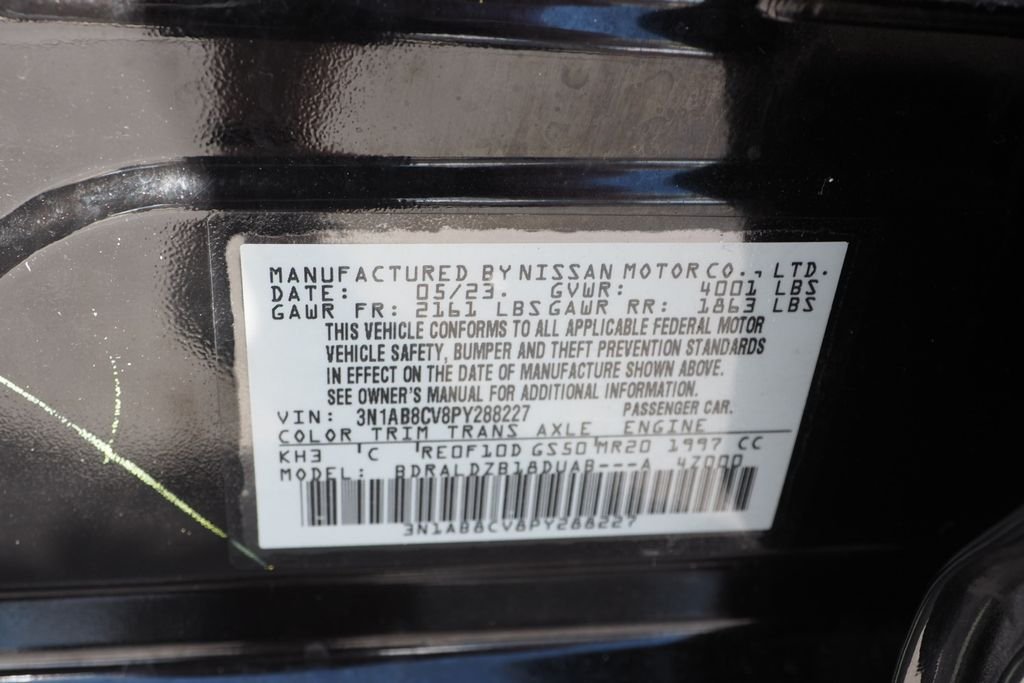 MANUFACTURED BY NISSAN MOTOR CO., LTD.
DATE: 05/23. GVWR: 4001 LBS
GAWR FR: 2161 LBS GAWR RR: 1863 LBS
THIS VEHICLE CONFORMS TO ALL APPLICABLE FEDERAL MOTOR
VEHICLE SAFETY, BUMPER AND THEFT PREVENTION STANDARDS
IN EFFECT ON THE DATE OF MANUFACTURE SHOWN ABOVE.
SEE OWNER'S MANUAL FOR ADDITIONAL INFORMATION.
VIN: 3N1AB8CV8PY288227 PASSENGER CAR.
COLOR TRIM TRANS AXLE ENGINE
KH3 'C 'RE0F10D GS50'MR20 1997 CC
MODEL: BDRALDZB18DUAB---A 4Z000
3N1AB8CV8PY288227